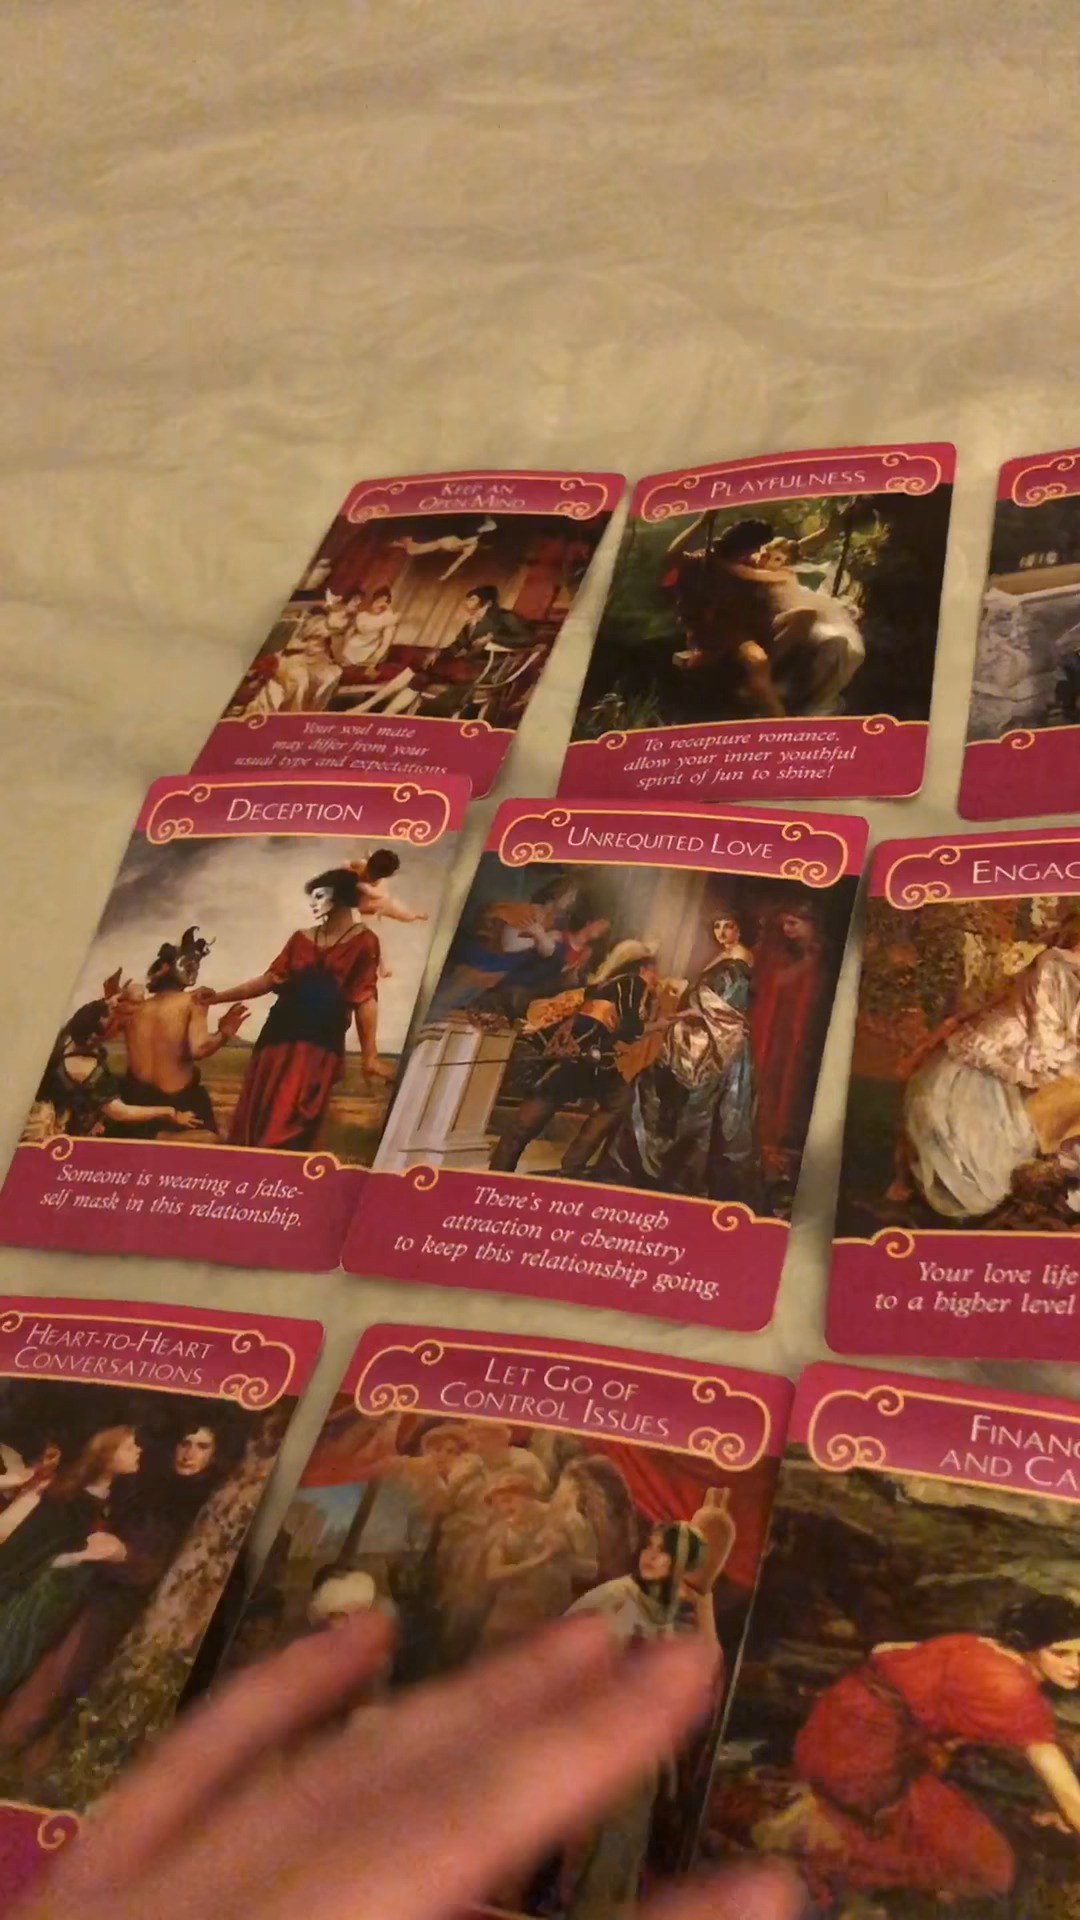 KEEP AN
OPEN MIND
Your soul mate
may differ from your
usual type and expectations.
PLAYFULNESS
To recapture romance,
allow your inner youthful
spirit of fun to shine!
1810
DECEPTION
Someone is wearing a false-
self mask in this relationship.
UNREQUITED LOVE
There's not enough
attraction or chemistry
to keep this relationship going.
ENGAG
Your love life
to a higher level
HEART-TO-HEART
CONVERSATIONS
LET GO OF
CONTROL ISSUES
FINANC
AND CA